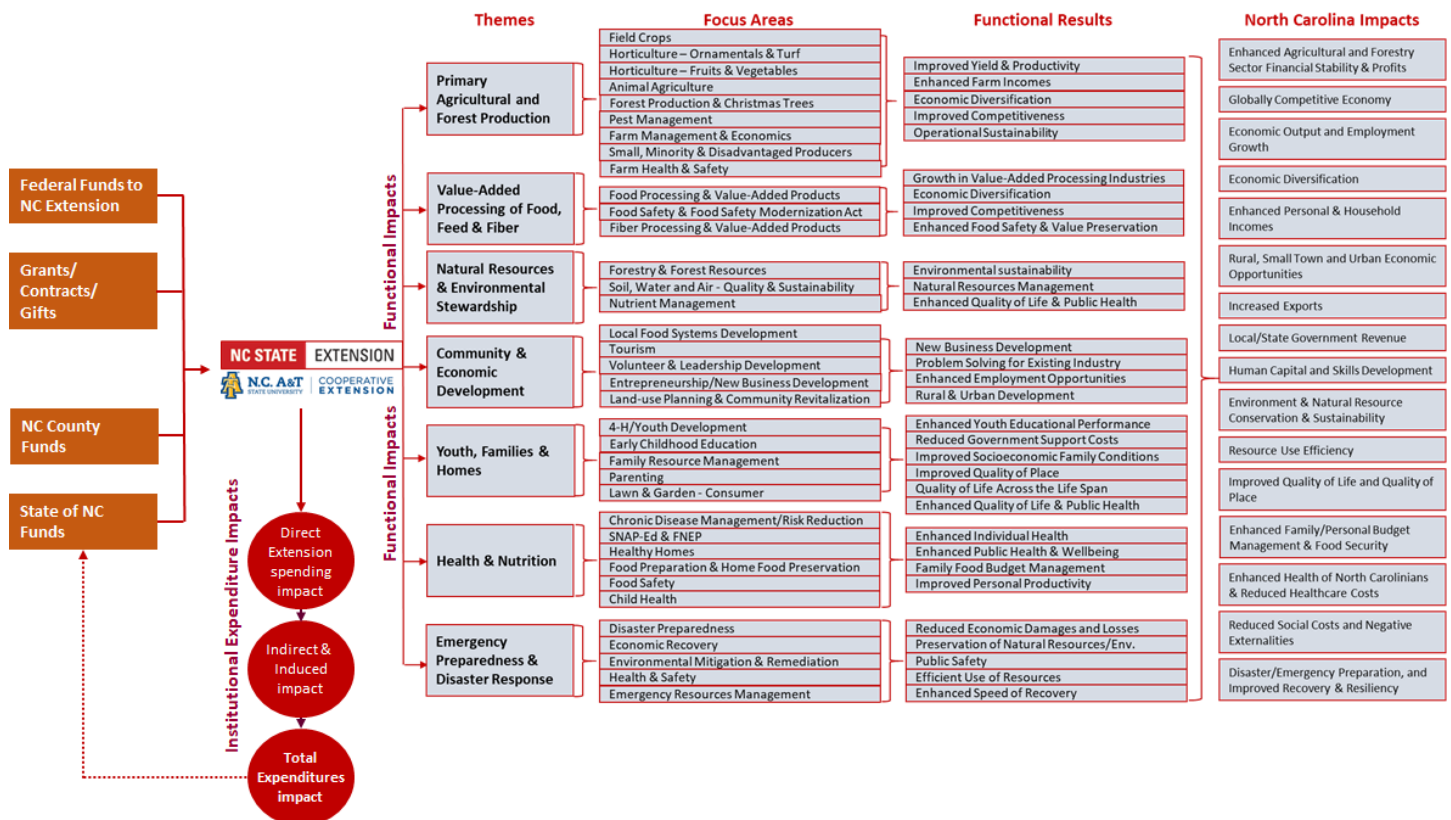 Themes
Focus Areas
Functional Results
North Carolina Impacts
Federal Funds to
NC Extension
Grants/
Contracts/
Gifts
NC County
Funds
State of NC
Funds
NC STATE EXTENSION
N.C. A&T
STATE UNIVERSITY
COOPERATIVE
EXTENSION
Institutional Expenditure Impacts
Direct
Extension
spending
impact
Indirect &
Induced
impact
Total
Expenditures
impact
Functional Impacts
Functional Impacts
Primary
Agricultural and
Forest Production
Field Crops
Horticulture – Ornamentals & Turf
Horticulture – Fruits & Vegetables
Animal Agriculture
Forest Production & Christmas Trees
Pest Management
Farm Management & Economics
Small, Minority & Disadvantaged Producers
Farm Health & Safety
Improved Yield & Productivity
Enhanced Farm Incomes
Economic Diversification
Improved Competitiveness
Operational Sustainability
Value-Added
Processing of Food,
Feed & Fiber
Food Processing & Value-Added Products
Food Safety & Food Safety Modernization Act
Fiber Processing & Value-Added Products
Growth in Value-Added Processing Industries
Economic Diversification
Improved Competitiveness
Enhanced Food Safety & Value Preservation
Natural Resources
& Environmental
Stewardship
Forestry & Forest Resources
Soil, Water and Air - Quality & Sustainability
Nutrient Management
Environmental sustainability
Natural Resources Management
Enhanced Quality of Life & Public Health
Community &
Economic
Development
Local Food Systems Development
Tourism
Volunteer & Leadership Development
Entrepreneurship/New Business Development
Land-use Planning & Community Revitalization
New Business Development
Problem Solving for Existing Industry
Enhanced Employment Opportunities
Rural & Urban Development
Youth, Families &
Homes
4-H/Youth Development
Early Childhood Education
Family Resource Management
Parenting
Lawn & Garden - Consumer
Enhanced Youth Educational Performance
Reduced Government Support Costs
Improved Socioeconomic Family Conditions
Improved Quality of Place
Quality of Life Across the Life Span
Enhanced Quality of Life & Public Health
Health & Nutrition
Chronic Disease Management/Risk Reduction
SNAP-Ed & FNEP
Healthy Homes
Food Preparation & Home Food Preservation
Food Safety
Child Health
Enhanced Individual Health
Enhanced Public Health & Wellbeing
Family Food Budget Management
Improved Personal Productivity
Emergency
Preparedness &
Disaster Response
Disaster Preparedness
Economic Recovery
Environmental Mitigation & Remediation
Health & Safety
Emergency Resources Management
Reduced Economic Damages and Losses
Preservation of Natural Resources/Env.
Public Safety
Efficient Use of Resources
Enhanced Speed of Recovery
Enhanced Agricultural and Forestry
Sector Financial Stability & Profits
Globally Competitive Economy
Economic Output and Employment
Growth
Economic Diversification
Enhanced Personal & Household
Incomes
Rural, Small Town and Urban Economic
Opportunities
Increased Exports
Local/State Government Revenue
Human Capital and Skills Development
Environment & Natural Resource
Conservation & Sustainability
Resource Use Efficiency
Improved Quality of Life and Quality of
Place
Enhanced Family/Personal Budget
Management & Food Security
Enhanced Health of North Carolinians
& Reduced Healthcare Costs
Reduced Social Costs and Negative
Externalities
Disaster/Emergency Preparation, and
Improved Recovery & Resiliency